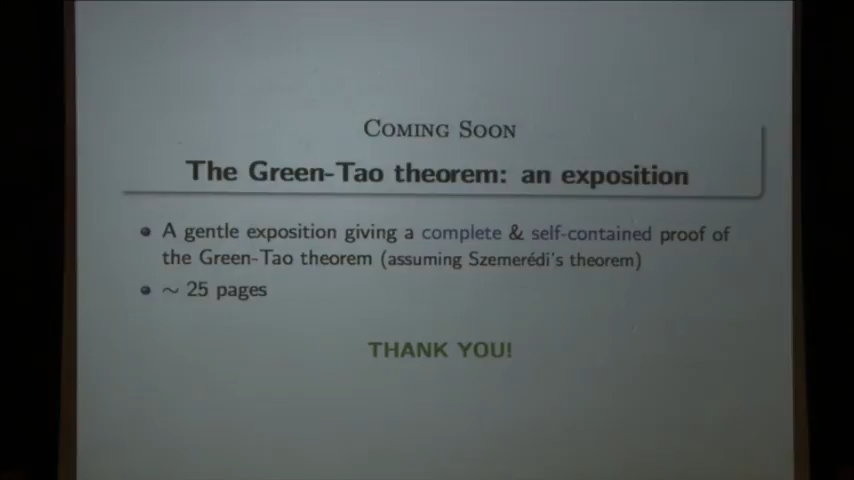 COMING SOON
The Green-Tao theorem: an exposition
• A gentle exposition giving a complete & self-contained proof of
the Green-Tao theorem (assuming Szemerédi's theorem)
• ~ 25 pages
THANK YOU!